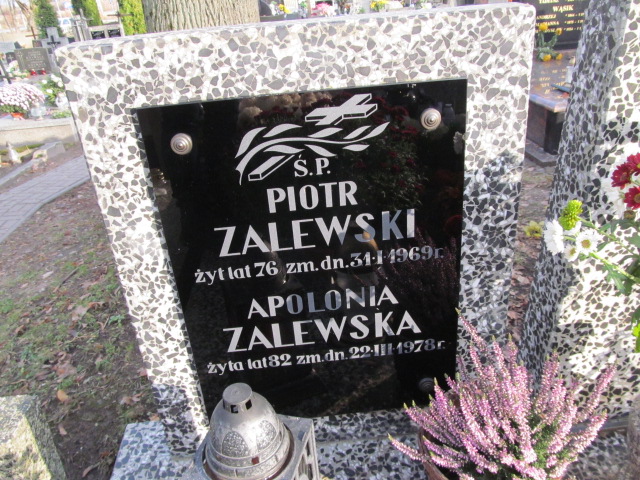 Ś.P.
PIOTR
ZALEWSKI
żył lat 76 zm. dn. 31-I-1969 r.
APOLONIA
ZALEWSKA
żyła lat 82 zm. dn. 22-III-1978 r.
WĄSIK